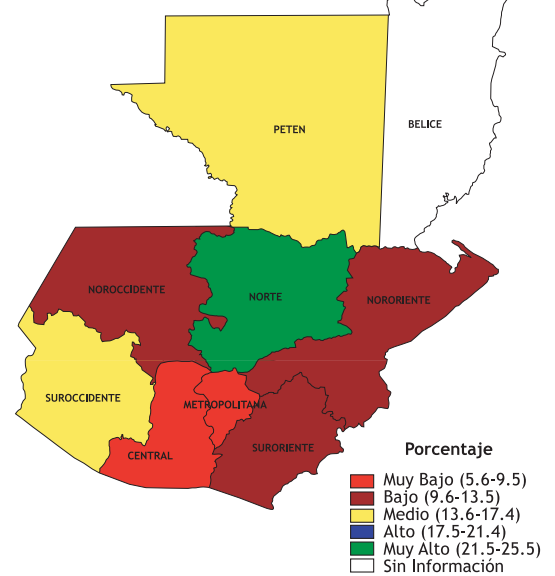 PETEN
BELICE
NOROCCIDENTE
NORTE
NORORIENTE
SUROCCIDENTE
METROPOLITANA
CENTRAL
SURORIENTE
Porcentaje
Muy Bajo (5.6-9.5)
Bajo (9.6-13.5)
Medio (13.6-17.4)
Alto (17.5-21.4)
Muy Alto (21.5-25.5)
Sin Información